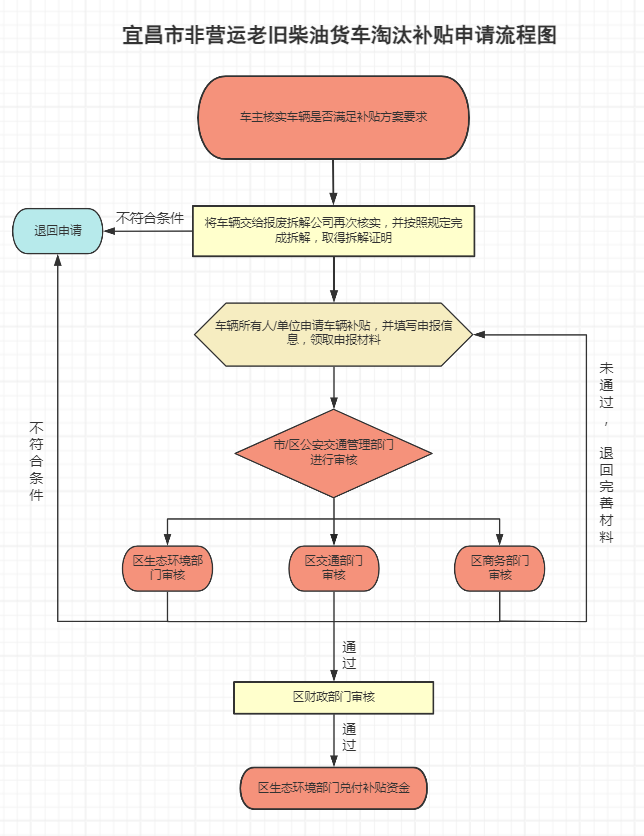 宜昌市非营运老旧柴油货车淘汰补贴申请流程图
车主核实车辆是否满足补贴方案要求
不符合条件
退回申请
将车辆交给报废拆解公司再次核实，并按照规定完
成拆解，取得拆解证明
车辆所有人/单位申请车辆补贴，并填写申报信
息，领取申报材料
未通过，退回完善材料
不符合条件
市/区公安交通管理部门
进行审核
区生态环境部
门审核
区交通部门
审核
区商务部门
审核
通过
区财政部门审核
通过
区生态环境部门兑付补贴资金